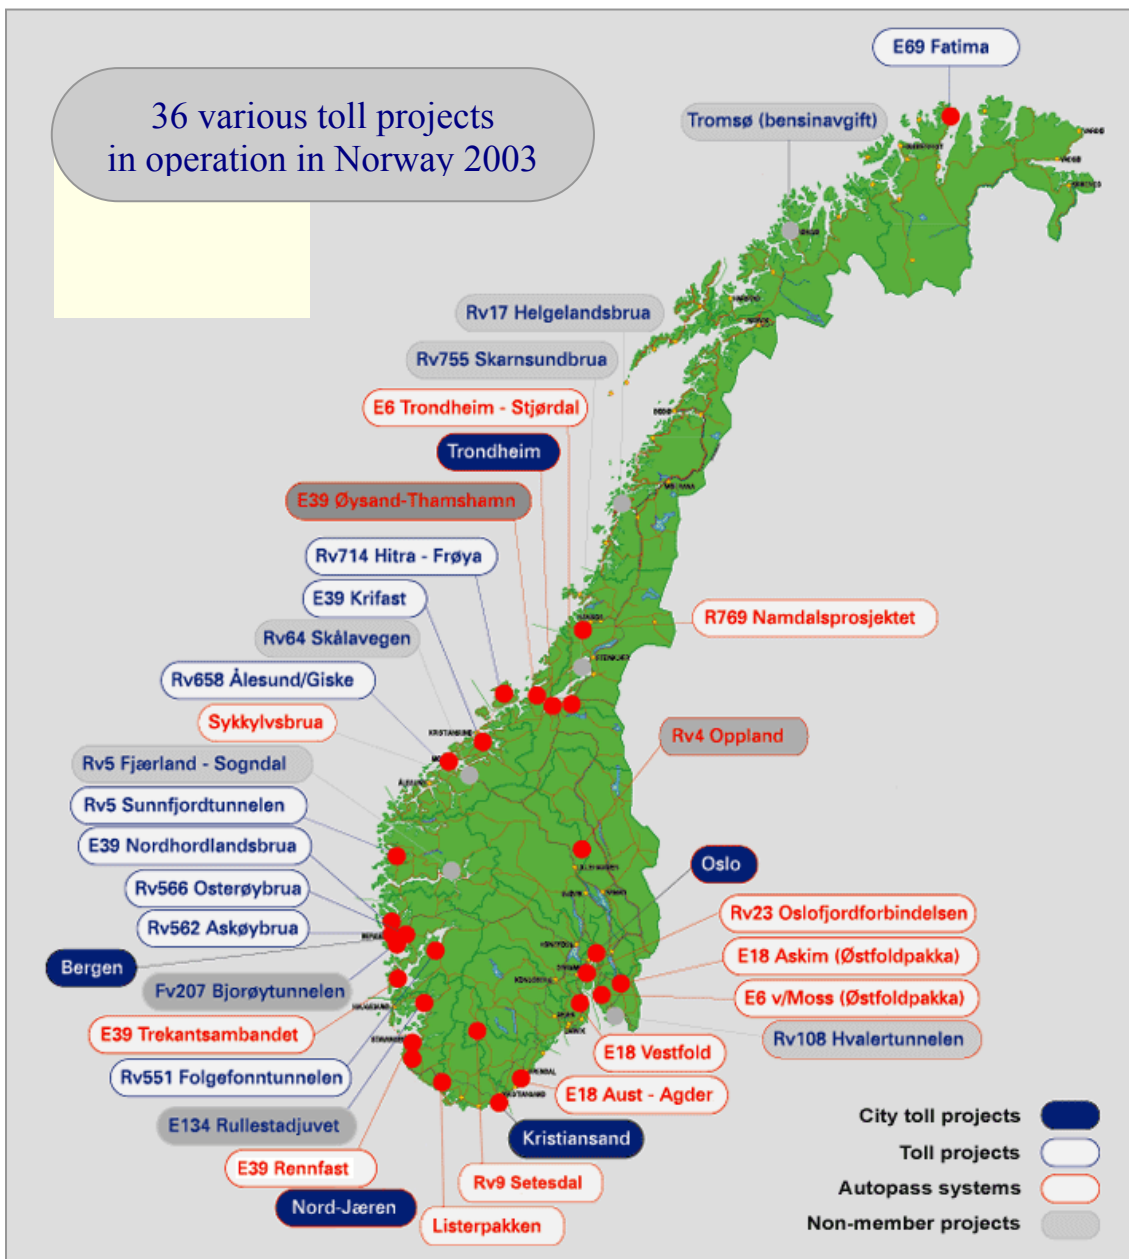 36 various toll projects
in operation in Norway 2003
E69 Fatima
Tromsø (bensinavgift)
Rv17 Helgelandsbrua
Rv755 Skarnsundbrua
E6 Trondheim - Stjørdal
Trondheim
E39 Øysand-Thamshamn
Rv714 Hitra - Frøya
E39 Krifast
Rv64 Skålavegen
Rv658 Ålesund/Giske
Sykkylvsbrua
Rv5 Fjærland - Sogndal
Rv5 Sunnfjordtunnelen
E39 Nordhordlandsbrua
Rv566 Osterøybrua
Rv562 Askøybrua
Bergen
Fv207 Bjorøytunnelen
E39 Trekantsambandet
Rv551 Folgefonntunnelen
E134 Rullestadjuvet
E39 Rennfast
Nord-Jæren
Listerpakken
Rv9 Setesdal
Kristiansand
E18 Aust - Agder
E18 Vestfold
Rv108 Hvalertunnelen
E6 v/Moss (Østfoldpakka)
E18 Askim (Østfoldpakka)
Rv23 Oslofjordforbindelsen
Oslo
Rv4 Oppland
R769 Namdalsprosjektet
City toll projects
Toll projects
Autopass systems
Non-member projects